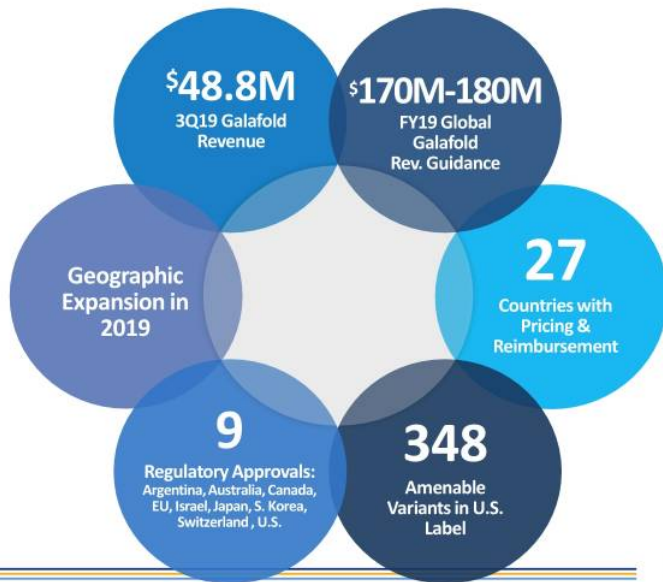 $48.8M
3Q19 Galafold
Revenue
$170M-180M
FY19 Global
Galafold
Rev. Guidance
27
Countries with
Pricing &
Reimbursement
348
Amenable
Variants in U.S.
Label
9
Regulatory Approvals:
Argentina, Australia, Canada,
EU, Israel, Japan, S. Korea,
Switzerland , U.S.
Geographic
Expansion in
2019